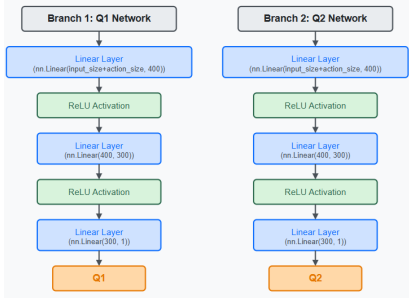 Branch 1: Q1 Network
Linear Layer
(nn.Linear(input_size+action_size, 400))
ReLU Activation
Linear Layer
(nn.Linear(400, 300))
ReLU Activation
Linear Layer
(nn.Linear(300, 1))
Q1
Branch 2: Q2 Network
Linear Layer
(nn.Linear(input_size+action_size, 400))
ReLU Activation
Linear Layer
(nn.Linear(400, 300))
ReLU Activation
Linear Layer
(nn.Linear(300, 1))
Q2